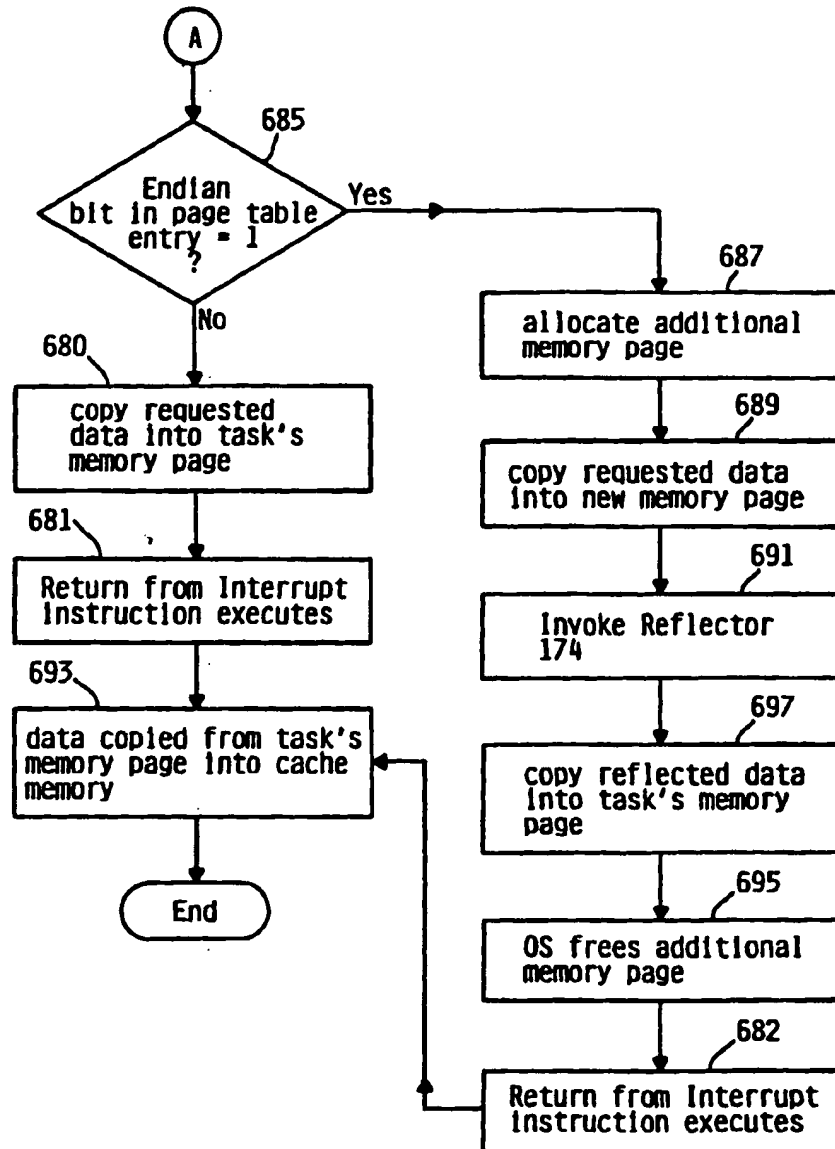 A
685
Endian
bit in page table
entry = 1
?
Yes
No
680
copy requested
data into task's
memory page
681
Return from Interrupt
instruction executes
693
data copied from task's
memory page into cache
memory
End
687
allocate additional
memory page
689
copy requested data
into new memory page
691
Invoke Reflector
174
697
copy reflected data
into task's memory
page
695
OS frees additional
memory page
682
Return from Interrupt
instruction executes